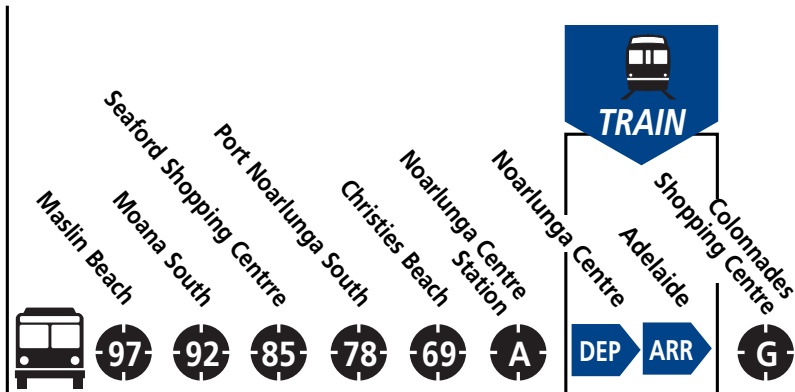 TRAIN
Maslin Beach
Moana South
Seaford Shopping Centrre
Port Noarlunga South
Christies Beach
Noarlunga Centre
Station
Noarlunga Centre
Adelaide
Colonnades
Shopping Centre
97
92
85
78
69
A
DEP
ARR
G